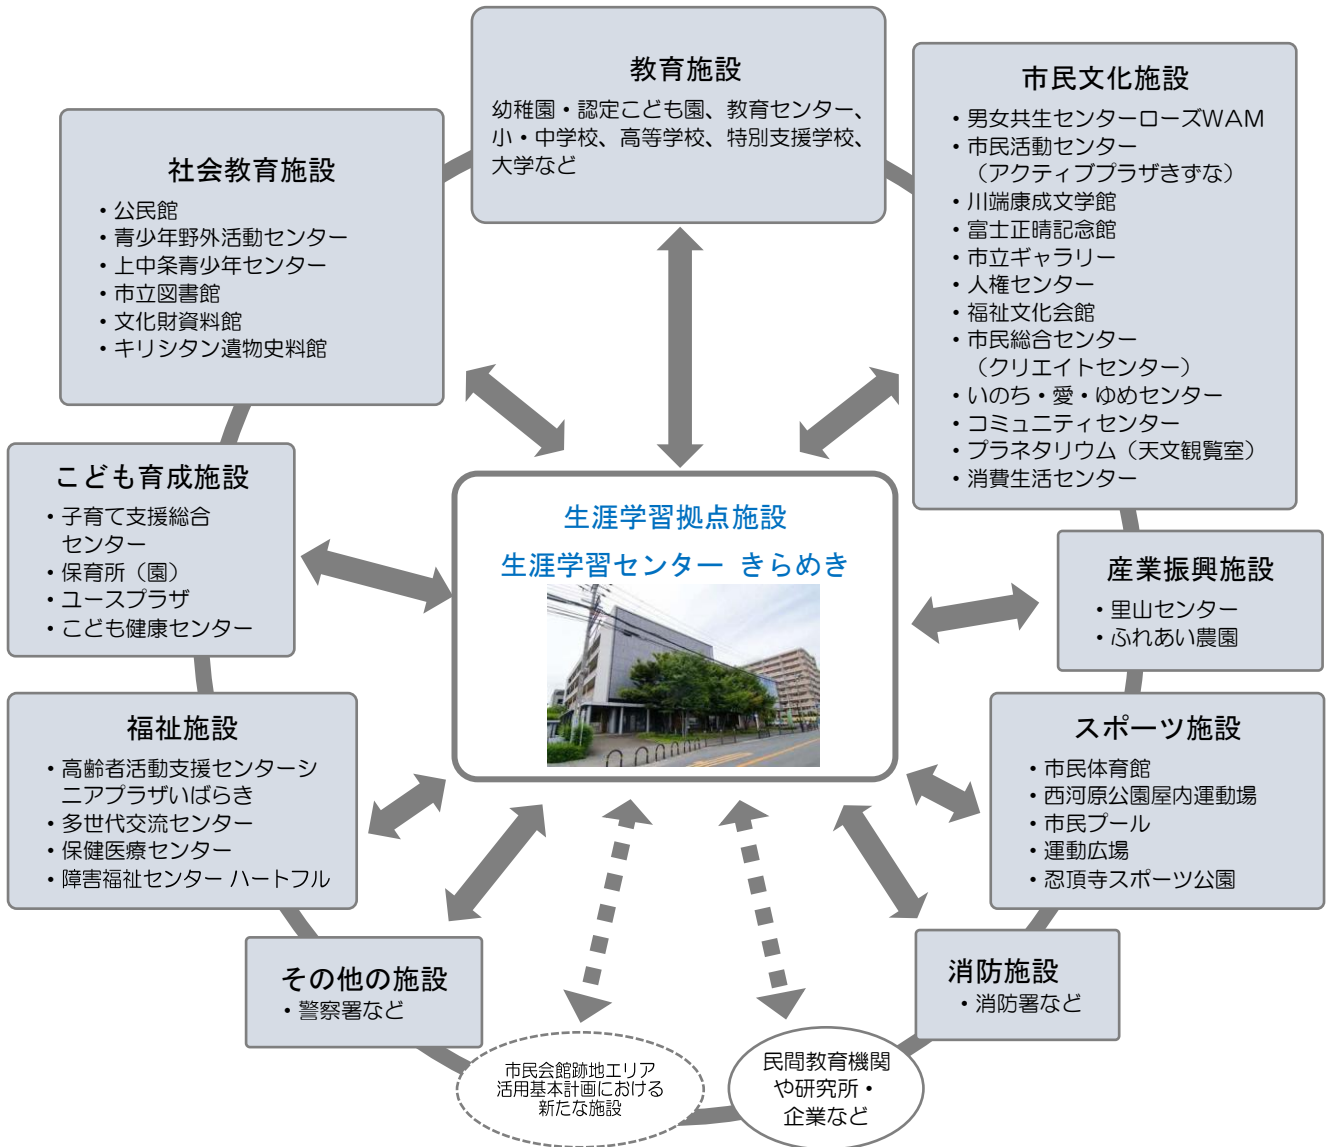 教育施設
幼稚園・認定こども園、教育センター、
小・中学校、高等学校、特別支援学校、
大学など
市民文化施設
・男女共生センターローズWAM
・市民活動センター
（アクティブプラザきずな）
・川端康成文学館
・富士正晴記念館
・市立ギャラリー
・人権センター
・福祉文化会館
・市民総合センター
（クリエイトセンター）
・いのち・愛・ゆめセンター
・コミュニティセンター
・プラネタリウム（天文観覧室）
・消費生活センター
社会教育施設
・公民館
・青少年野外活動センター
・上中条青少年センター
・市立図書館
・文化財資料館
・キリシタン遺物史料館
こども育成施設
・子育て支援総合
センター
・保育所（園）
・ユースプラザ
・こども健康センター
生涯学習拠点施設
生涯学習センター きらめき
産業振興施設
・里山センター
・ふれあい農園
福祉施設
・高齢者活動支援センターシ
ニアプラザいばらき
・多世代交流センター
・保健医療センター
・障害福祉センター ハートフル
スポーツ施設
・市民体育館
・西河原公園屋内運動場
・市民プール
・運動広場
・忍頂寺スポーツ公園
その他の施設
・警察署など
消防施設
・消防署など
市民会館跡地エリア
活用基本計画における
新たな施設
民間教育機関
や研究所・
企業など